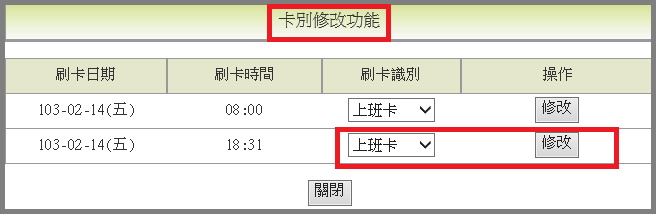 卡別修改功能
刷卡日期 刷卡時間 刷卡識別 操作
103-02-14(五) 08:00 上班卡 修改
103-02-14(五) 18:31 上班卡 修改
關閉